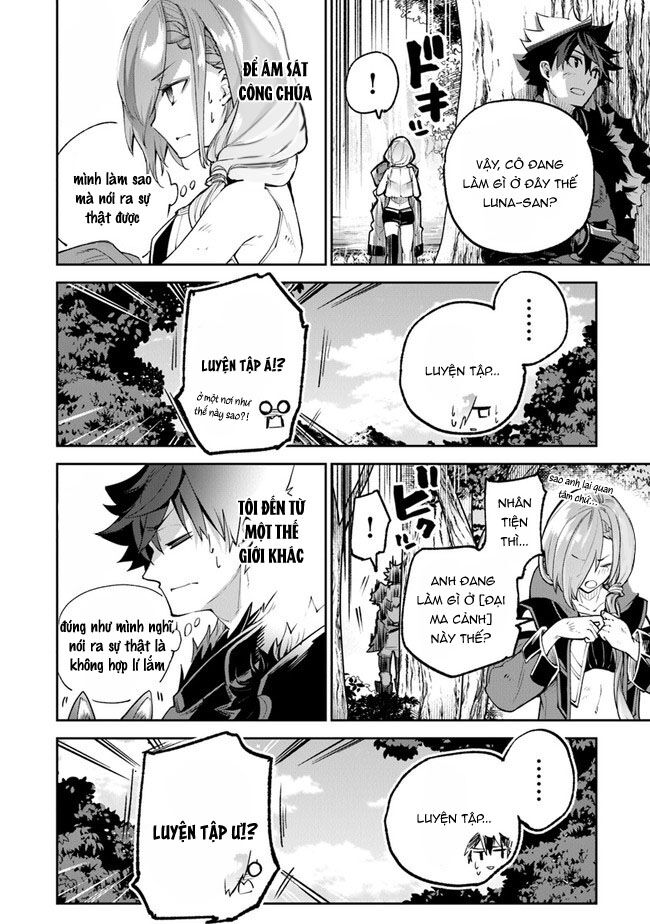 ドキ
!
VẬY, CÔ ĐANG
LÀM GÌ Ở ĐÂY THẾ
LUNA-SAN?
ĐỂ ÁM SÁT
CÔNG CHÚA
mình làm sao
mà nói ra sự
thật được
......
LUYỆN TẬP...
LUYỆN TẬP Á!?
ở một nơi như
thế này sao?!
sao anh lại quan
tâm chứ...
NHÂN
TIỆN
THÌ...
ANH ĐANG
LÀM GÌ Ở [ĐẠI
MA CẢNH]
NÀY THẾ?
ビクッ
!
TÔI ĐẾN TỪ
MỘT THẾ
GIỚI KHÁC
đúng như mình nghĩ,
nói ra sự thật là
không hợp lí lắm
......
LUYỆN TẬP...
LUYỆN TẬP Ư!?